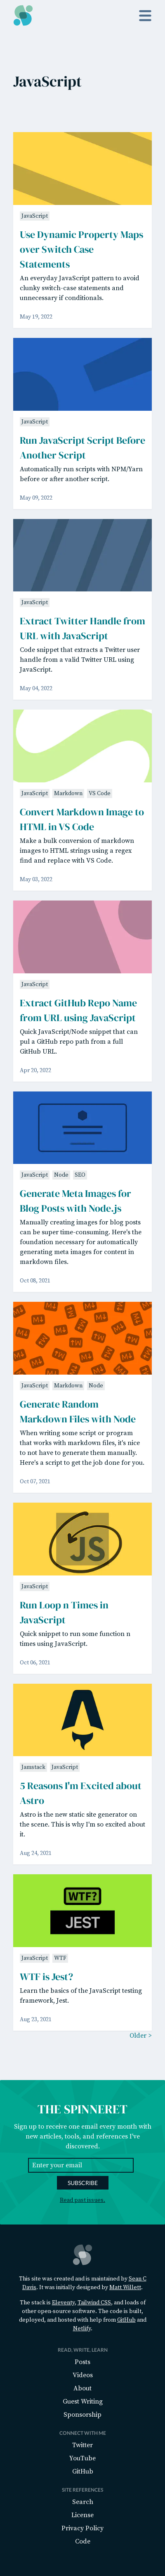 JavaScript
JavaScript
Use Dynamic Property Maps
over Switch Case
Statements
An everyday JavaScript pattern to avoid
clunky switch-case statements and
unnecessary if conditionals.
May 19, 2022
JavaScript
Run JavaScript Script Before
Another Script
Automatically run scripts with NPM/Yarn
before or after another script.
May 09, 2022
JavaScript
Extract Twitter Handle from
URL with JavaScript
Code snippet that extracts a Twitter user
handle from a valid Twitter URL using
JavaScript.
May 04, 2022
JavaScript Markdown VS Code
Convert Markdown Image to
HTML in VS Code
Make a bulk conversion of markdown
images to HTML strings using a regex
find and replace with VS Code.
May 03, 2022
JavaScript
Extract GitHub Repo Name
from URL using JavaScript
Quick JavaScript/Node snippet that can
pul a GitHub repo path from a full
GitHub URL.
Apr 20, 2022
JavaScript Node SEO
Generate Meta Images for
Blog Posts with Node.js
Manually creating images for blog posts
can be super time-consuming. Here's the
foundation necessary for automatically
generating meta images for content in
markdown files.
Oct 08, 2021
JavaScript Markdown Node
Generate Random
Markdown Files with Node
When writing some script or program
that works with markdown files, it's nice
to not have to generate them manually.
Here's a script to get the job done for you.
Oct 07, 2021
JS
JavaScript
Run Loop n Times in
JavaScript
Quick script to run some function n
times using JavaScript.
Oct 06, 2021
Jamstack JavaScript
5 Reasons I'm Excited about
Astro
Astro is the new static site generator on
the scene. This is why I'm so excited about
it.
Aug 24, 2021
WTF?
JEST
JavaScript WTF
WTF is Jest?
Learn the basics of the JavaScript testing
framework, Jest.
Aug 23, 2021
Older >
THE SPINNERET
Sign up to receive one email every month with
new articles, tools, and references I've
discovered.
Enter your email
SUBSCRIBE
Read past issues.
This site was created and is maintained by Sean C
Davis. It was initially designed by Matt Willett.
The stack is Eleventy, Tailwind CSS, and loads of
other open-source software. The code is built,
deployed, and hosted with help from GitHub and
Netlify.
READ, WRITE, LEARN
Posts
Videos
About
Guest Writing
Sponsorship
CONNECT WITH ME
Twitter
YouTube
GitHub
SITE REFERENCES
Search
License
Privacy Policy
Code